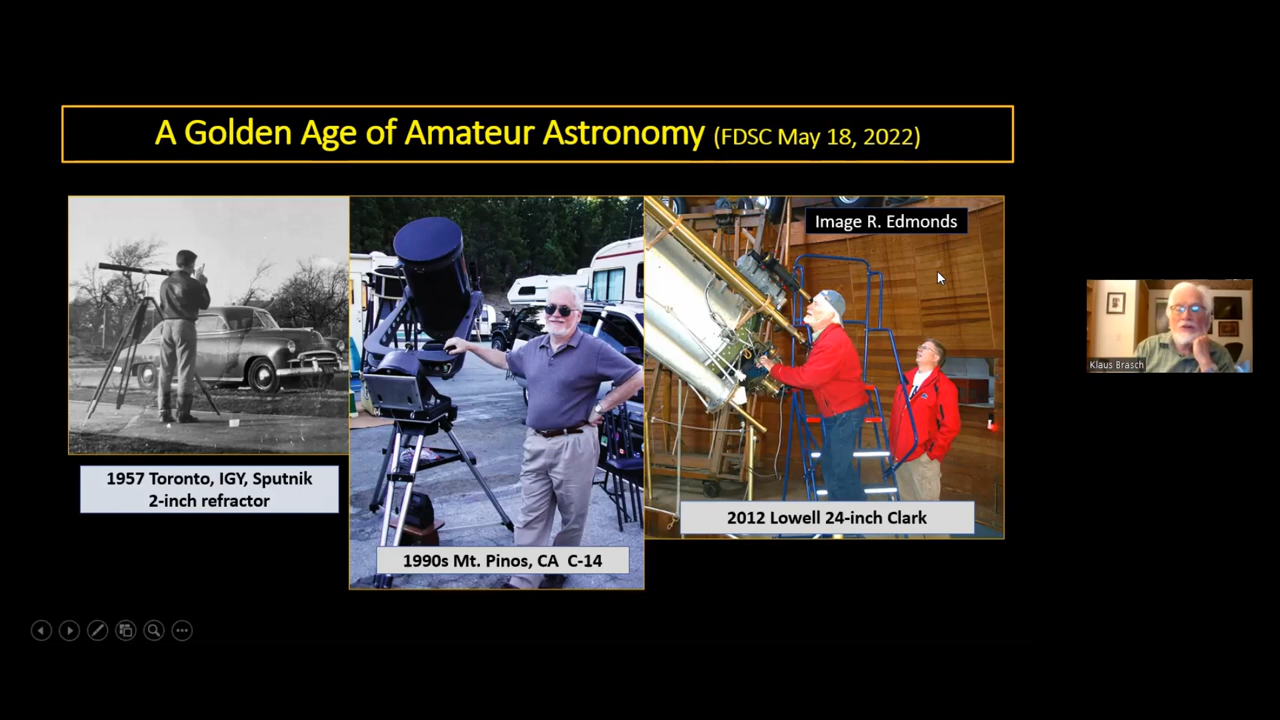 A Golden Age of Amateur Astronomy (FDSC May 18, 2022)
Image R. Edmonds
1957 Toronto, IGY, Sputnik
2-inch refractor
1990s Mt. Pinos, CA C-14
2012 Lowell 24-inch Clark
Klaus Brasch